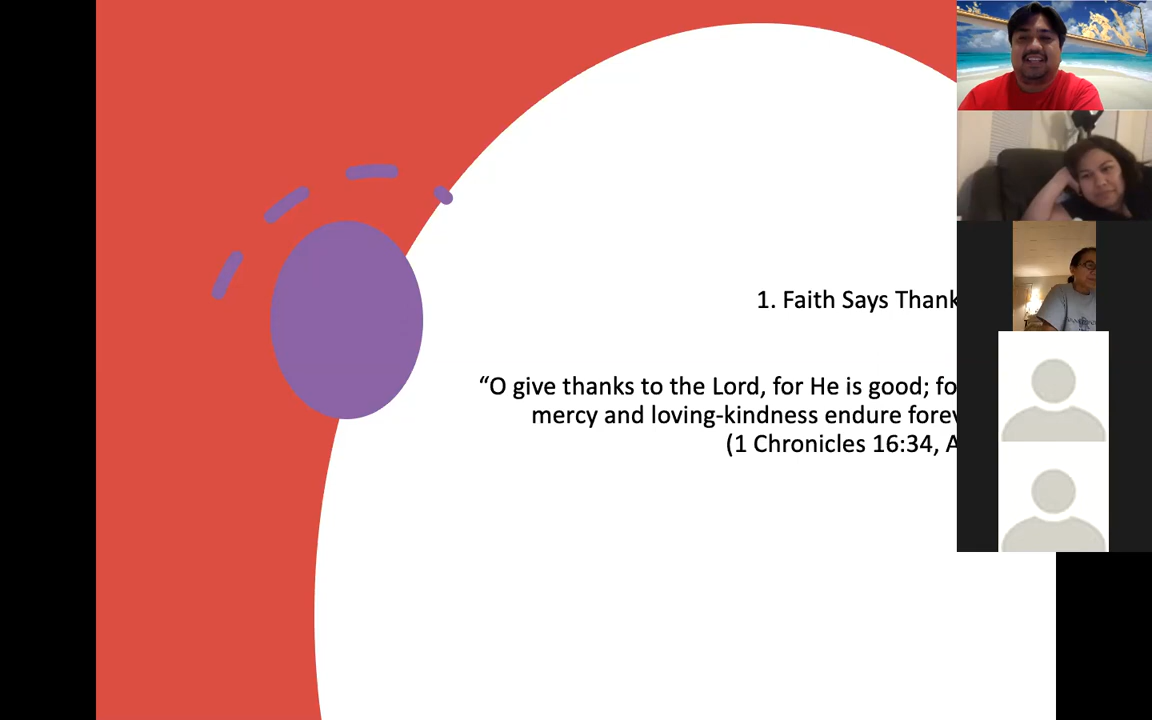 1. Faith Says Thank
“O give thanks to the Lord, for He is good; fo
mercy and loving-kindness endure forev
(1 Chronicles 16:34, A